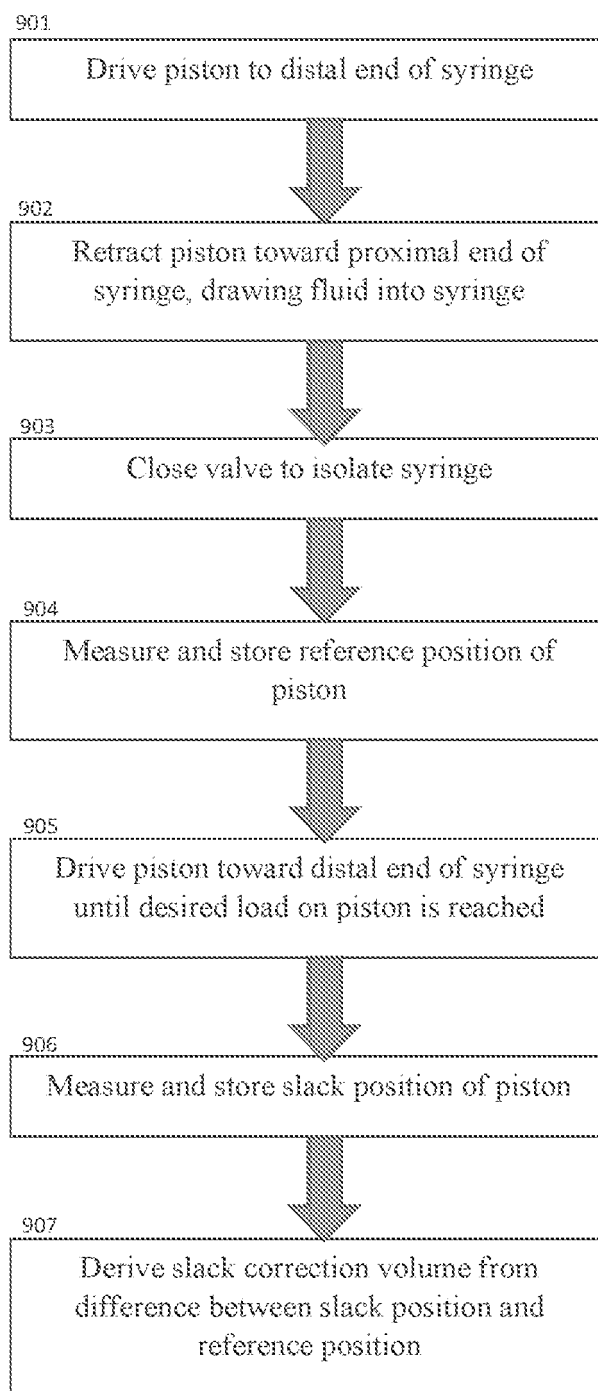 901
Drive piston to distal end of syringe
902
Retract piston toward proximal end of
syringe, drawing fluid into syringe
903
Close valve to isolate syringe
904
Measure and store reference position of
piston
905
Drive piston toward distal end of syringe
until desired load on piston is reached
906
Measure and store slack position of piston
907
Derive slack correction volume from
difference between slack position and
reference position